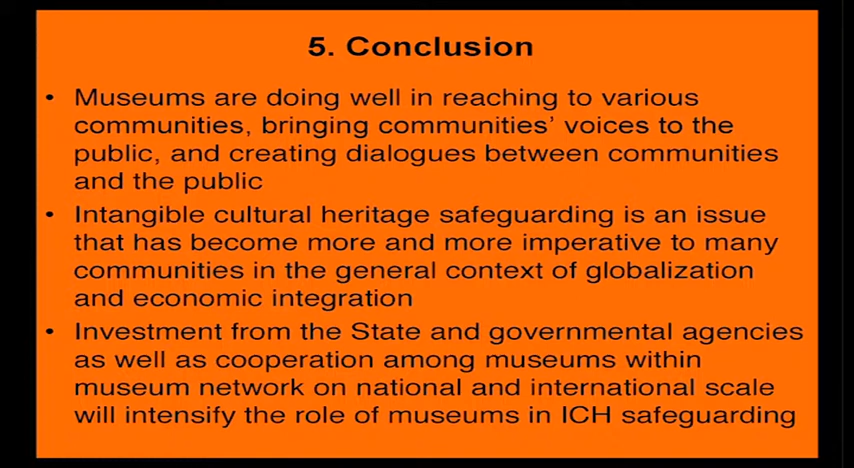 5. Conclusion
• Museums are doing well in reaching to various
communities, bringing communities' voices to the
public, and creating dialogues between communities
and the public
• Intangible cultural heritage safeguarding is an issue
that has become more and more imperative to many
communities in the general context of globalization
and economic integration
• Investment from the State and governmental agencies
as well as cooperation among museums within
museum network on national and international scale
will intensify the role of museums in ICH safeguarding